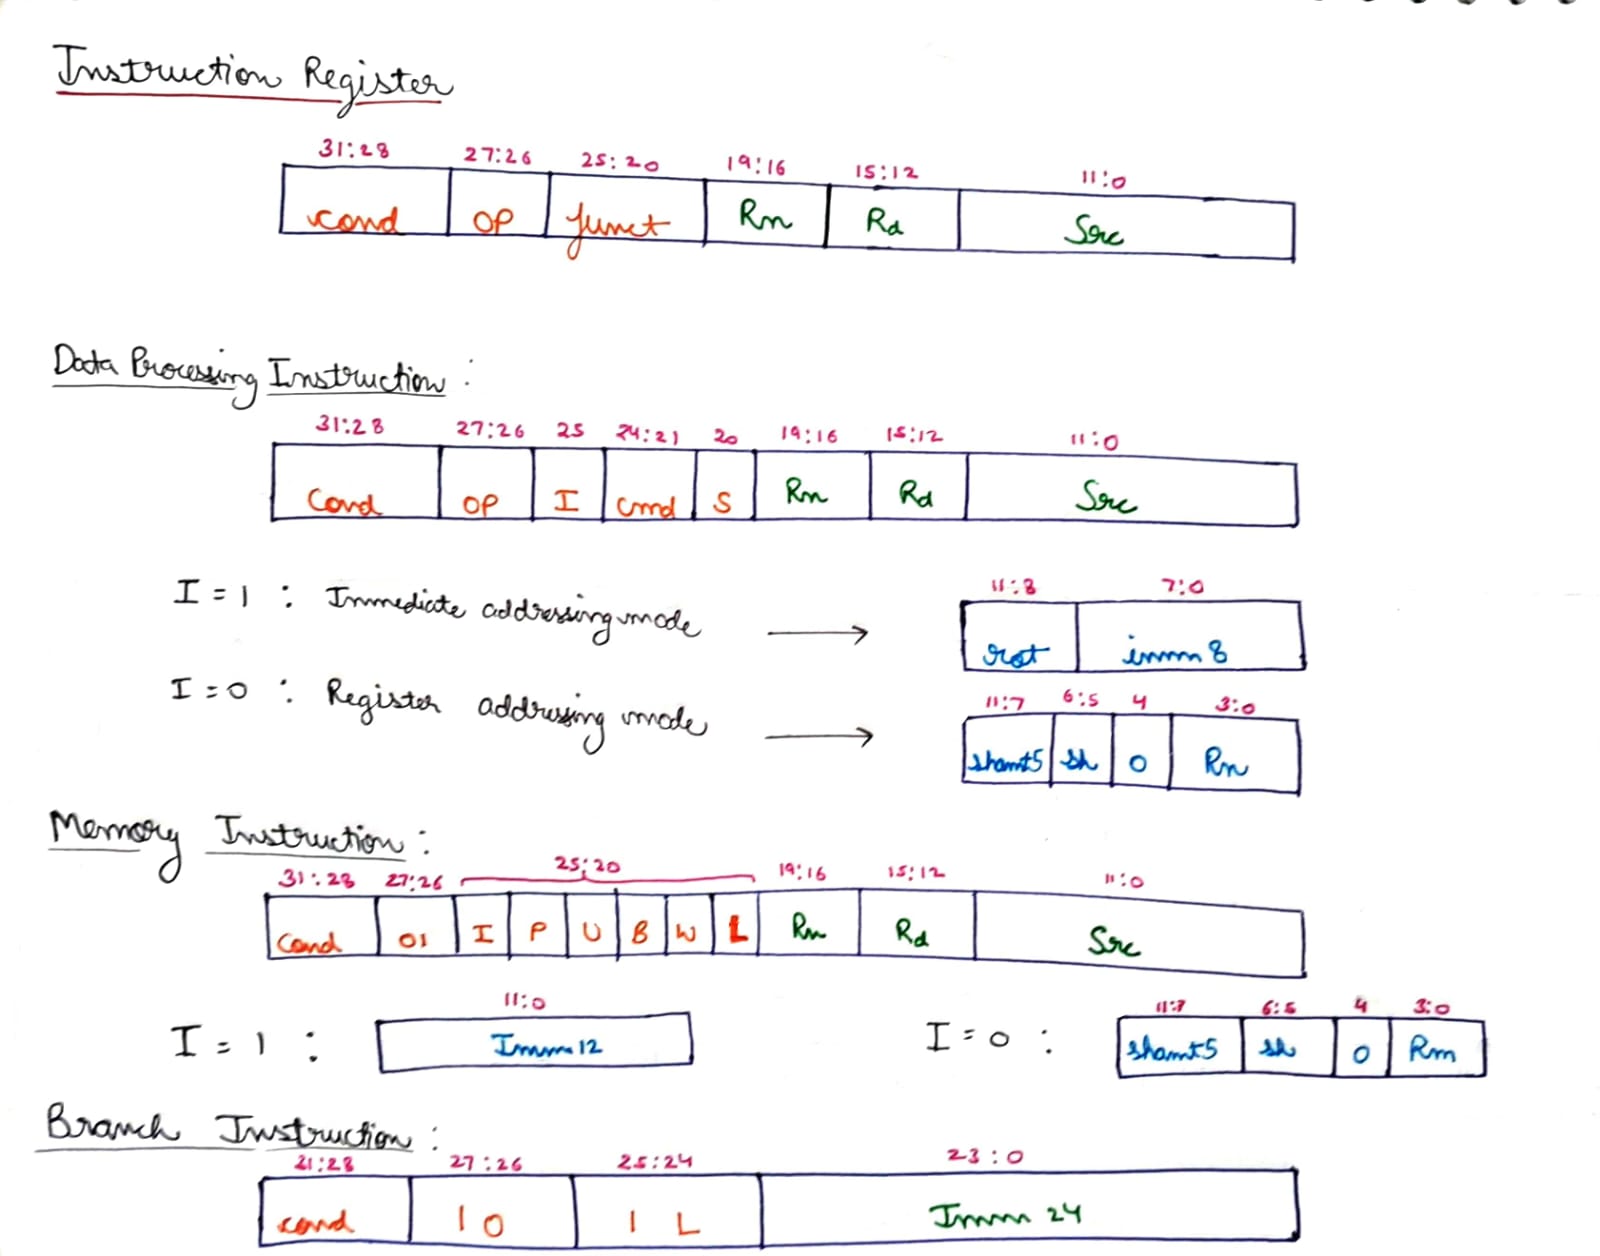 Instruction Register
31:28 27:26 25:20 19:16 15:12 11:0
cond OP funct Rn Rd Src
Data Processing Instruction :
31:28 27:26 25 24:21 20 19:16 15:12 11:0
Cond OP I cmd S Rn Rd Src
I = 1 : Immediate addressing mode →
11:8 7:0
rot imm 8
I = 0 : Register addressing mode →
11:7 6:5 4 3:0
shamt5 sh 0 Rn
Memory Instruction :
31:28 27:26 25:20 19:16 15:12 11:0
Cond 01 I P U B W L Rn Rd Src
11:0
I = 1 : Imm 12
11:7 6:5 4 3:0
I = 0 : shamt5 sh 0 Rm
Branch Instruction :
21:28 27:26 25:24 23:0
cond 1 0 1 L Imm 24